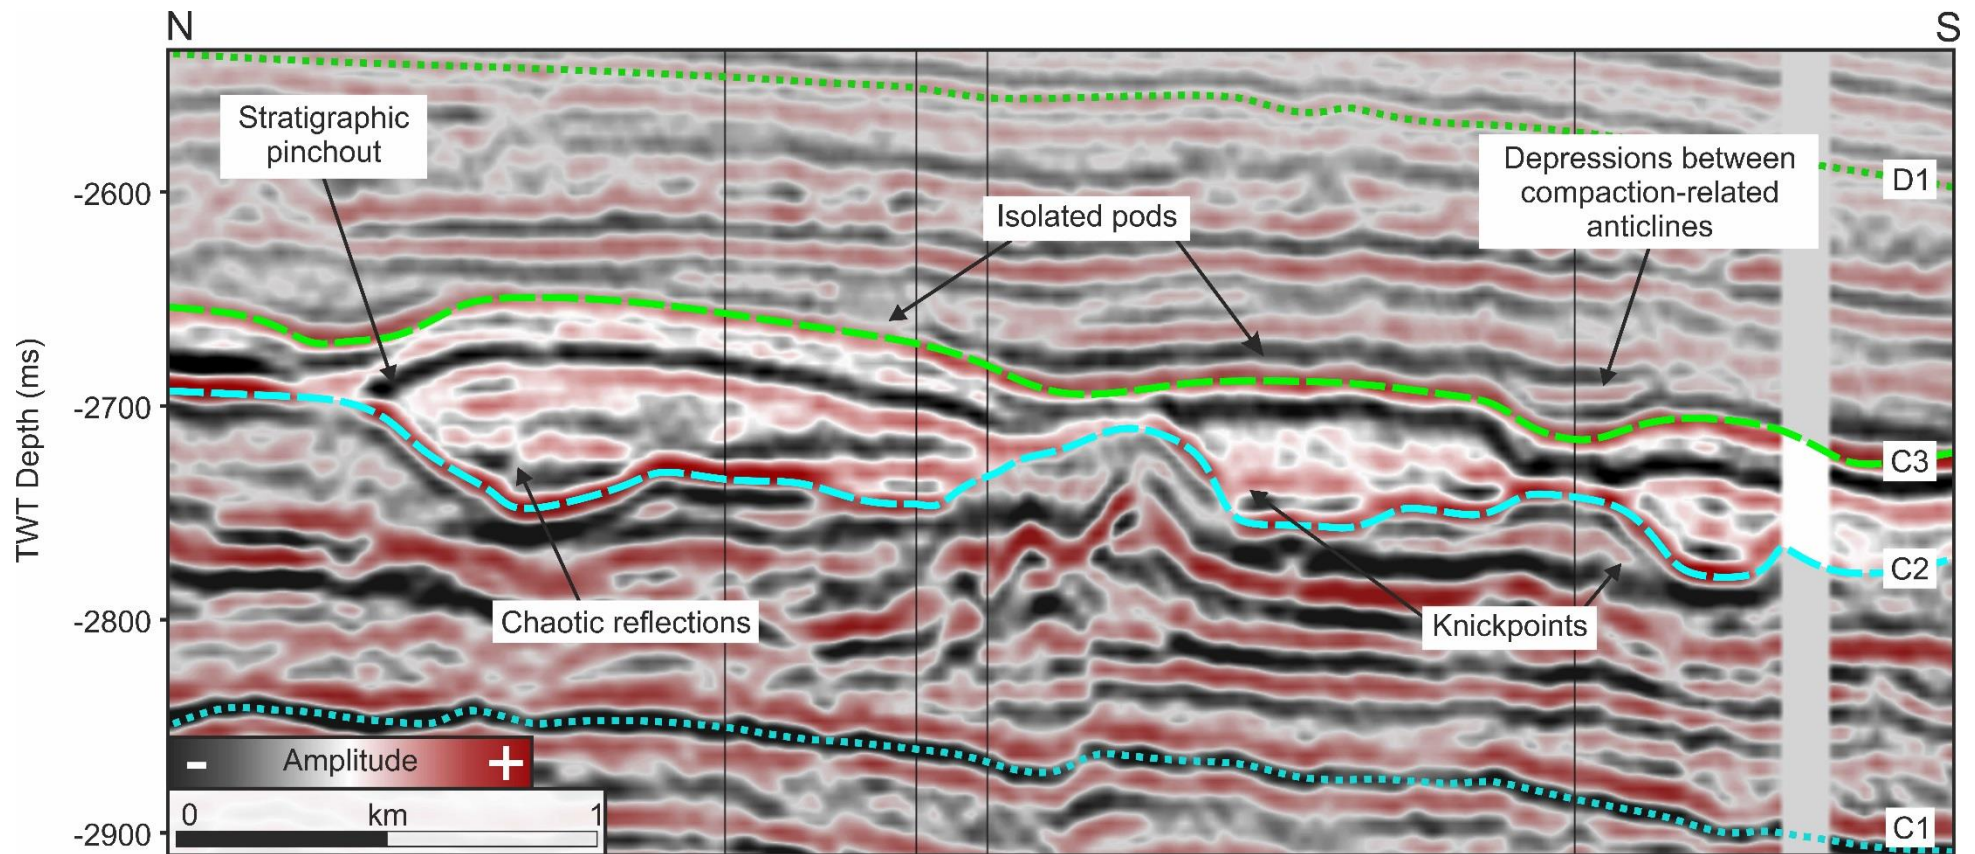 N
S
Stratigraphic
pinchout
Depressions between
compaction-related
anticlines
D1
-2600
Isolated pods
TWT Depth (ms)
-2700
C3
C2
Chaotic reflections
Knickpoints
-2800
- Amplitude +
0 km 1
-2900
C1